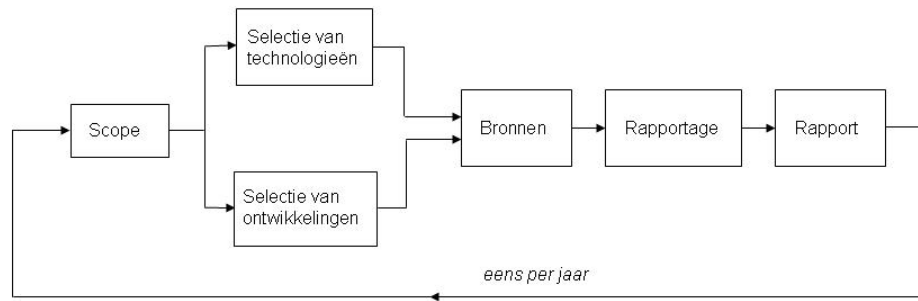 Selectie van
technologieën
Scope
Bronnen
Rapportage
Rapport
Selectie van
ontwikkelingen
eens per jaar